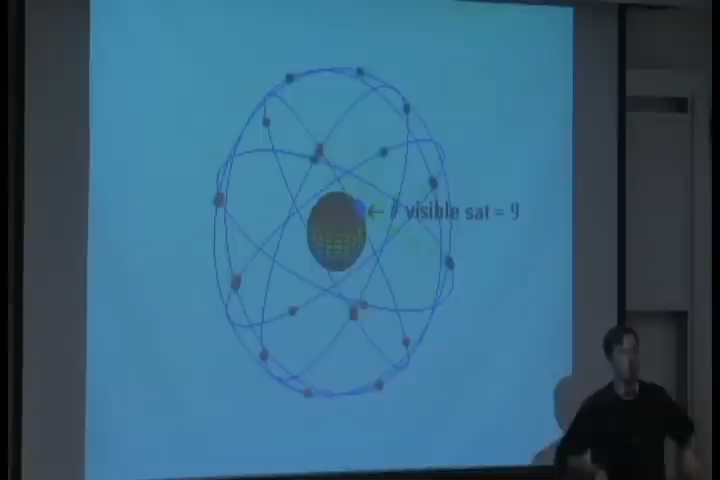 ← # visible sat = 9